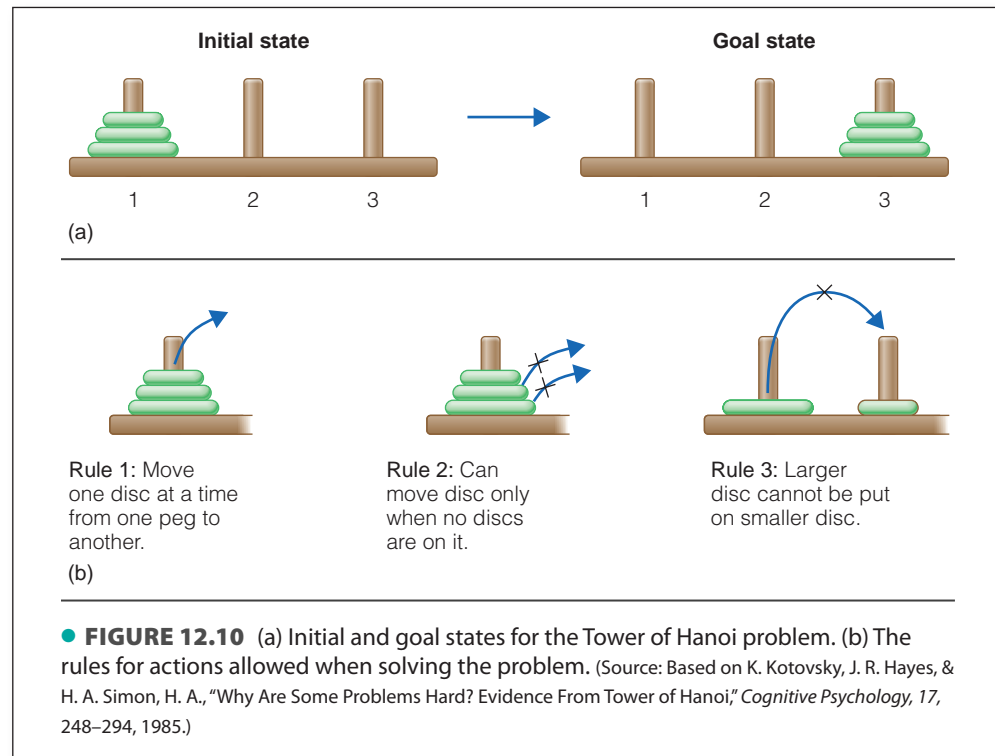 Initial state
Goal state
1 2 3
1 2 3
(a)
Rule 1: Move
one disc at a time
from one peg to
another.
Rule 2: Can
move disc only
when no discs
are on it.
Rule 3: Larger
disc cannot be put
on smaller disc.
(b)
● FIGURE 12.10 (a) Initial and goal states for the Tower of Hanoi problem. (b) The
rules for actions allowed when solving the problem. (Source: Based on K. Kotovsky, J. R. Hayes, &
H. A. Simon, H. A., “Why Are Some Problems Hard? Evidence From Tower of Hanoi,” Cognitive Psychology, 17,
248–294, 1985.)